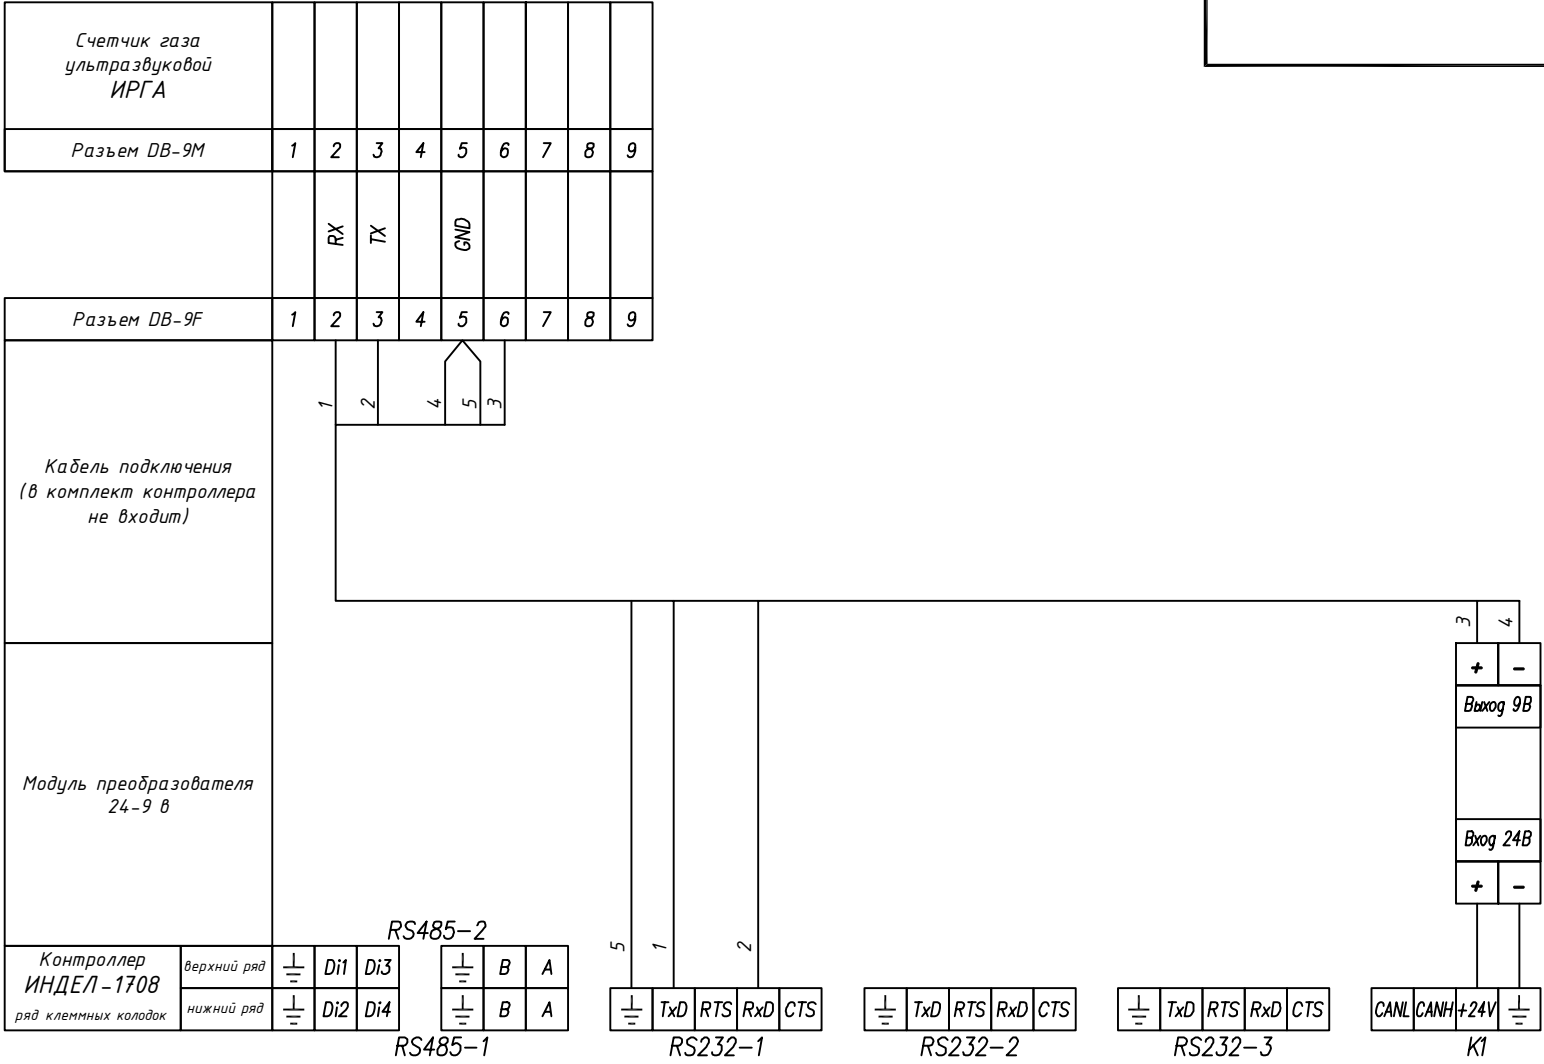 Счетчик газа
ультразвуковой
ИРГА
Разъем DB-9M 1 2 3 4 5 6 7 8 9
RX TX GND
Разъем DB-9F 1 2 3 4 5 6 7 8 9
1 2 4 5 3
Кабель подключения
(в комплект контроллера
не входит)
3 4
+ -
Выход 9В
Модуль преобразователя
24-9 в
Вход 24В
+ -
5 1 2
RS485-2
Контроллер
ИНДЕЛ-1708
ряд клеммных колодок
верхний ряд Di1 Di3 B A
нижний ряд Di2 Di4 B A
TxD RTS RxD CTS
TxD RTS RxD CTS
TxD RTS RxD CTS
CANL CANH +24V
RS485-1
RS232-1
RS232-2
RS232-3
K1